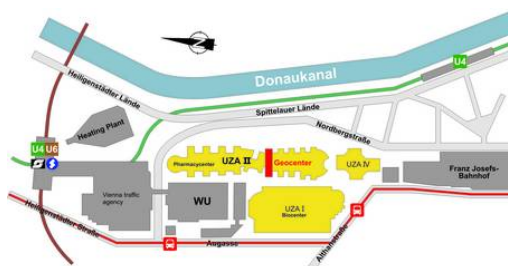 N
Donaukanal
U4
Heiligenstädter Lände
Spittelauer Lände
Heating Plant
Nordbergstraße
U4 U6
Pharmacycenter
UZA II
Geocenter
UZA IV
Franz Josefs-
Bahnhof
Vienna traffic
agency
WU
UZA I
Biocenter
Heiligenstädter Straße
Augasse
Althanstraße